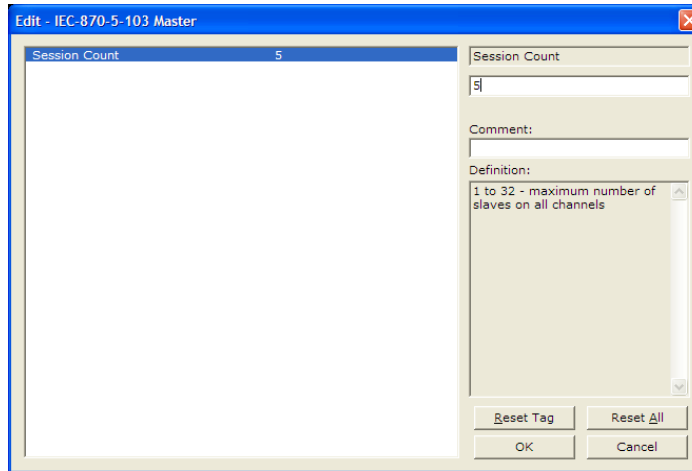 Edit - IEC-870-5-103 Master
Session Count 5
Session Count
5
Comment:
Definition:
1 to 32 - maximum number of
slaves on all channels
Reset Tag Reset All
OK Cancel